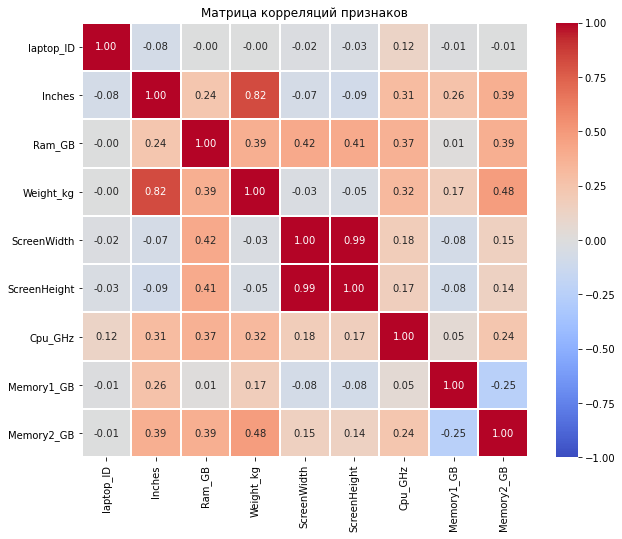 Матрица корреляций признаков
laptop_ID 1.00 -0.08 -0.00 -0.00 -0.02 -0.03 0.12 -0.01 -0.01
Inches -0.08 1.00 0.24 0.82 -0.07 -0.09 0.31 0.26 0.39
Ram_GB -0.00 0.24 1.00 0.39 0.42 0.41 0.37 0.01 0.39
Weight_kg -0.00 0.82 0.39 1.00 -0.03 -0.05 0.32 0.17 0.48
ScreenWidth -0.02 -0.07 0.42 -0.03 1.00 0.99 0.18 -0.08 0.15
ScreenHeight -0.03 -0.09 0.41 -0.05 0.99 1.00 0.17 -0.08 0.14
Cpu_GHz 0.12 0.31 0.37 0.32 0.18 0.17 1.00 0.05 0.24
Memory1_GB -0.01 0.26 0.01 0.17 -0.08 -0.08 0.05 1.00 -0.25
Memory2_GB -0.01 0.39 0.39 0.48 0.15 0.14 0.24 -0.25 1.00
laptop_ID
Inches
Ram_GB
Weight_kg
ScreenWidth
ScreenHeight
Cpu_GHz
Memory1_GB
Memory2_GB
1.00
0.75
0.50
0.25
0.00
−0.25
−0.50
−0.75
−1.00